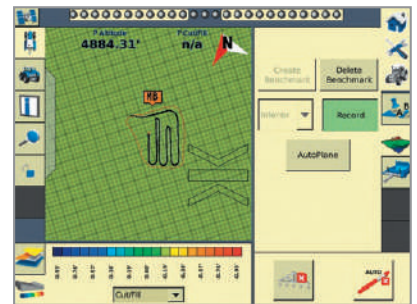 P Altitude
P Cut/Fill
4884.31'
n/a
N
MB
Create
Benchmark
Delete
Benchmark
Interior
Record
AutoPlane
Cut/Fill
AUTO